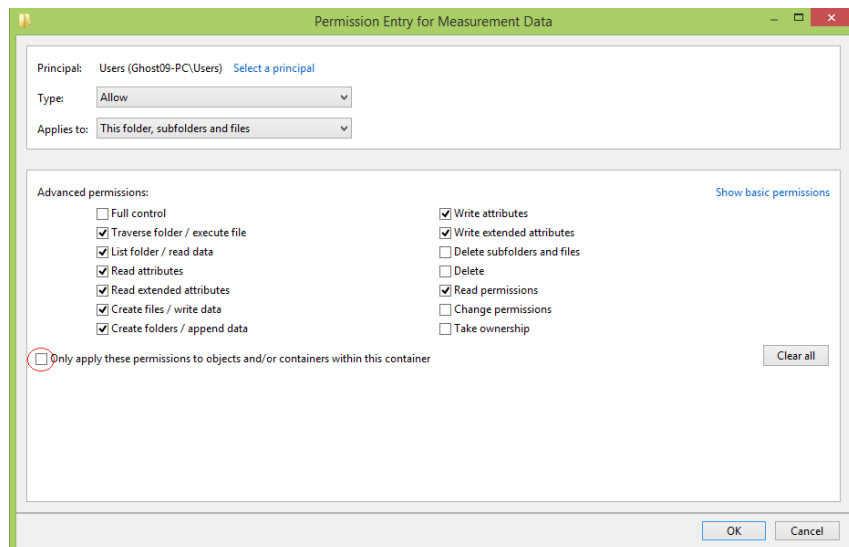 Permission Entry for Measurement Data
Principal: Users (Ghost09-PC\Users) Select a principal
Type: Allow
Applies to: This folder, subfolders and files
Advanced permissions: Show basic permissions
Full control
Traverse folder / execute file
List folder / read data
Read attributes
Read extended attributes
Create files / write data
Create folders / append data
Write attributes
Write extended attributes
Delete subfolders and files
Delete
Read permissions
Change permissions
Take ownership
Only apply these permissions to objects and/or containers within this container
Clear all
OK Cancel